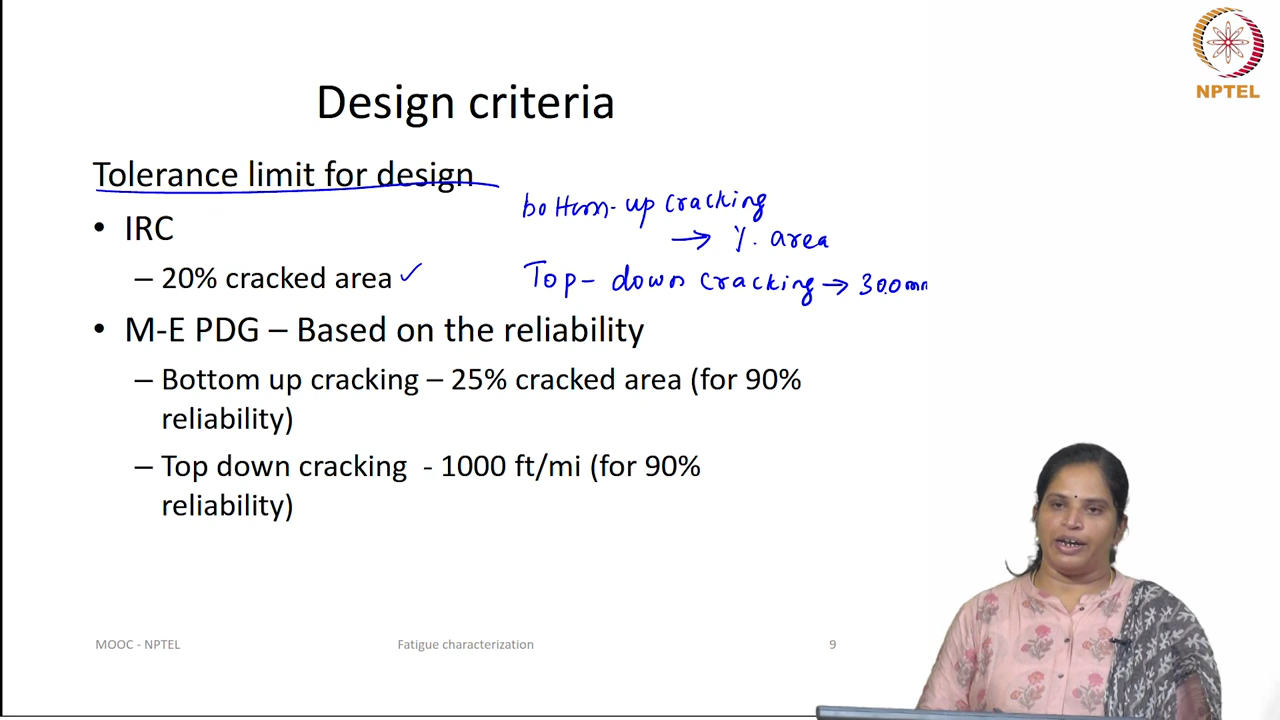 NPTEL
Design criteria
Tolerance limit for design
bottom-up cracking
→ %. area
• IRC
– 20% cracked area ✓
Top-down cracking →
• M-E PDG – Based on the reliability
– Bottom up cracking – 25% cracked area (for 90%
reliability)
– Top down cracking - 1000 ft/mi (for 90%
reliability)
MOOC - NPTEL
Fatigue characterization
9